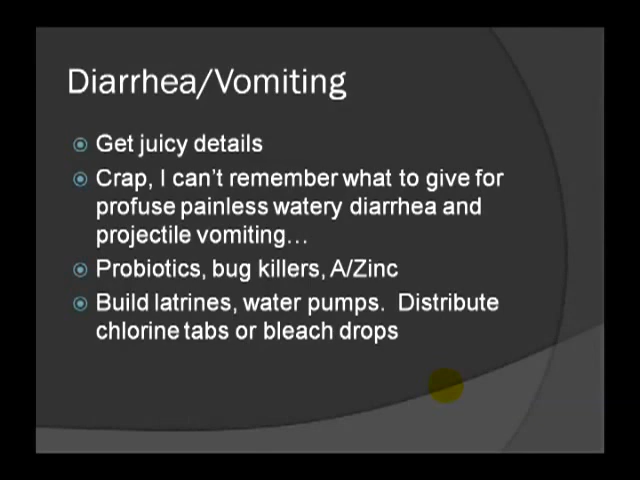 Diarrhea/Vomiting
Get juicy details
Crap, I can't remember what to give for
profuse painless watery diarrhea and
projectile vomiting…
Probiotics, bug killers, A/Zinc
Build latrines, water pumps.  Distribute
chlorine tabs or bleach drops